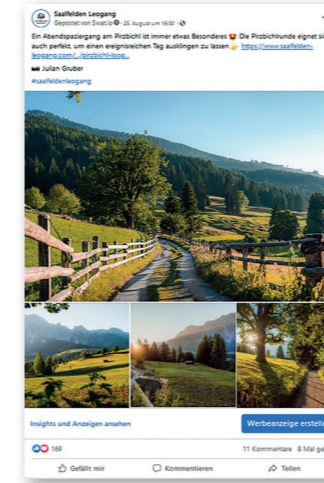 Saalfelden Leogang
Gepostet von Swat.io · 25. August um 16:00 ·
Ein Abendspaziergang am Pirzbichl ist immer etwas Besonderes 😍 Die Pirzbichlrunde eignet
auch perfekt, um einen ereignisreichen Tag ausklingen zu lassen 👉 https://www.saalfelden-
leogang.com/.../pirzbichl-loop...
📸 Julian Gruber
#saalfeldenleogang
Insights und Anzeigen ansehen
Werbeanzeige erstelle
169
11 Kommentare 8 Mal ge
Gefällt mir
Kommentieren
Teilen